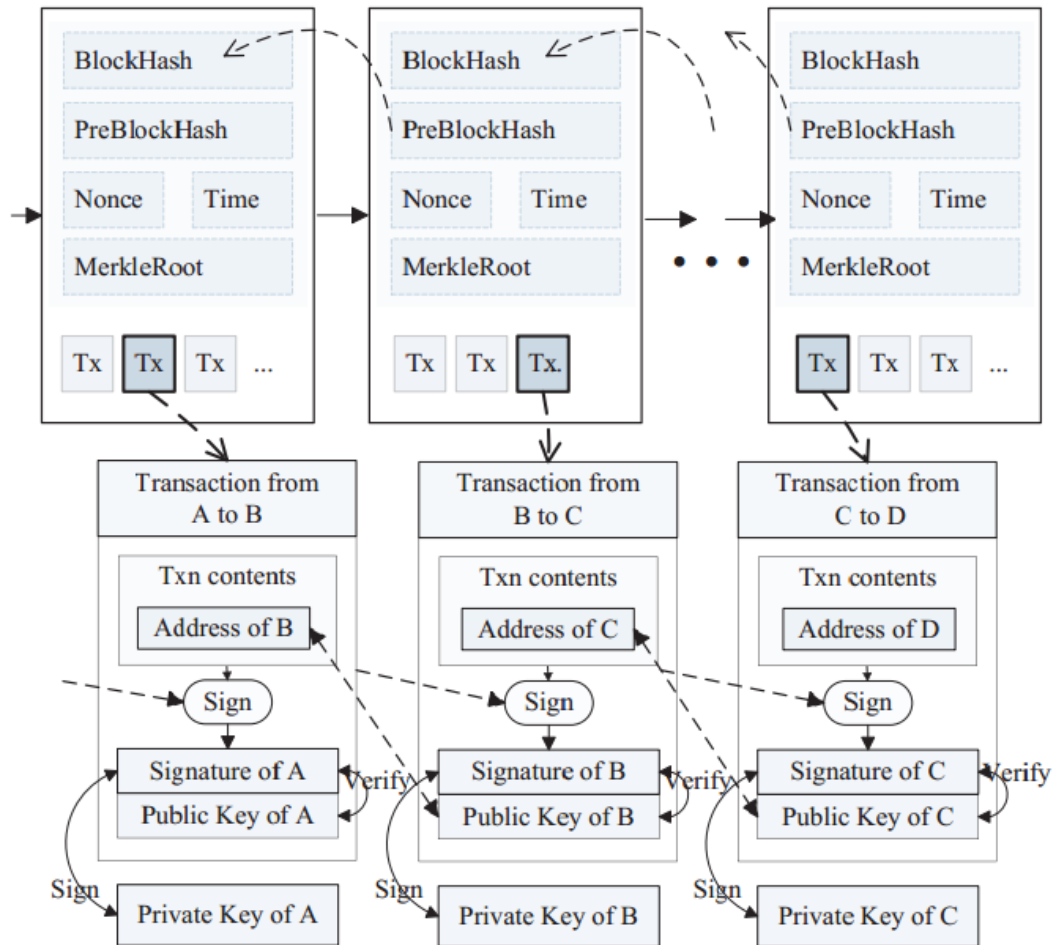 BlockHash
PreBlockHash
Nonce Time
MerkleRoot
Tx Tx Tx ...
BlockHash
PreBlockHash
Nonce Time
MerkleRoot
Tx Tx Tx.
• • •
BlockHash
PreBlockHash
Nonce Time
MerkleRoot
Tx Tx Tx ...
Transaction from
A to B
Txn contents
Address of B
Sign
Signature of A
Verify
Public Key of A
Sign
Private Key of A
Transaction from
B to C
Txn contents
Address of C
Sign
Signature of B
Verify
Public Key of B
Sign
Private Key of B
Transaction from
C to D
Txn contents
Address of D
Sign
Signature of C
Verify
Public Key of C
Sign
Private Key of C